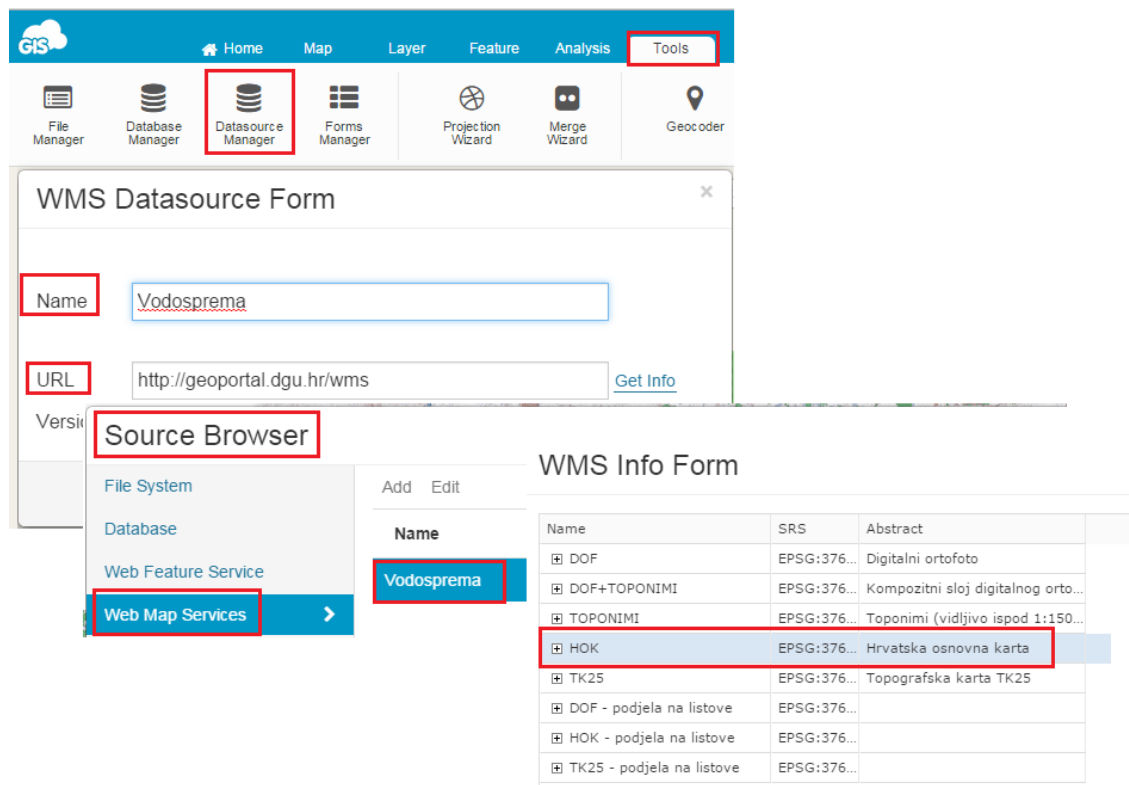 GIS
Home Map Layer Feature Analysis Tools
File Manager
Database Manager
Datasource Manager
Forms Manager
Projection Wizard
Merge Wizard
Geocoder
WMS Datasource Form ×
Name Vodosprema
URL http://geoportal.dgu.hr/wms Get Info
Source Browser
File System
Database
Web Feature Service
Web Map Services
Add Edit
Name
Vodosprema
WMS Info Form
Name SRS Abstract
DOF EPSG:376... Digitalni ortofoto
DOF+TOPONIMI EPSG:376... Kompozitni sloj digitalnog orto...
TOPONIMI EPSG:376... Toponimi (vidljivo ispod 1:150...
HOK EPSG:376... Hrvatska osnovna karta
TK25 EPSG:376... Topografska karta TK25
DOF - podjela na listove EPSG:376...
HOK - podjela na listove EPSG:376...
TK25 - podjela na listove EPSG:376...